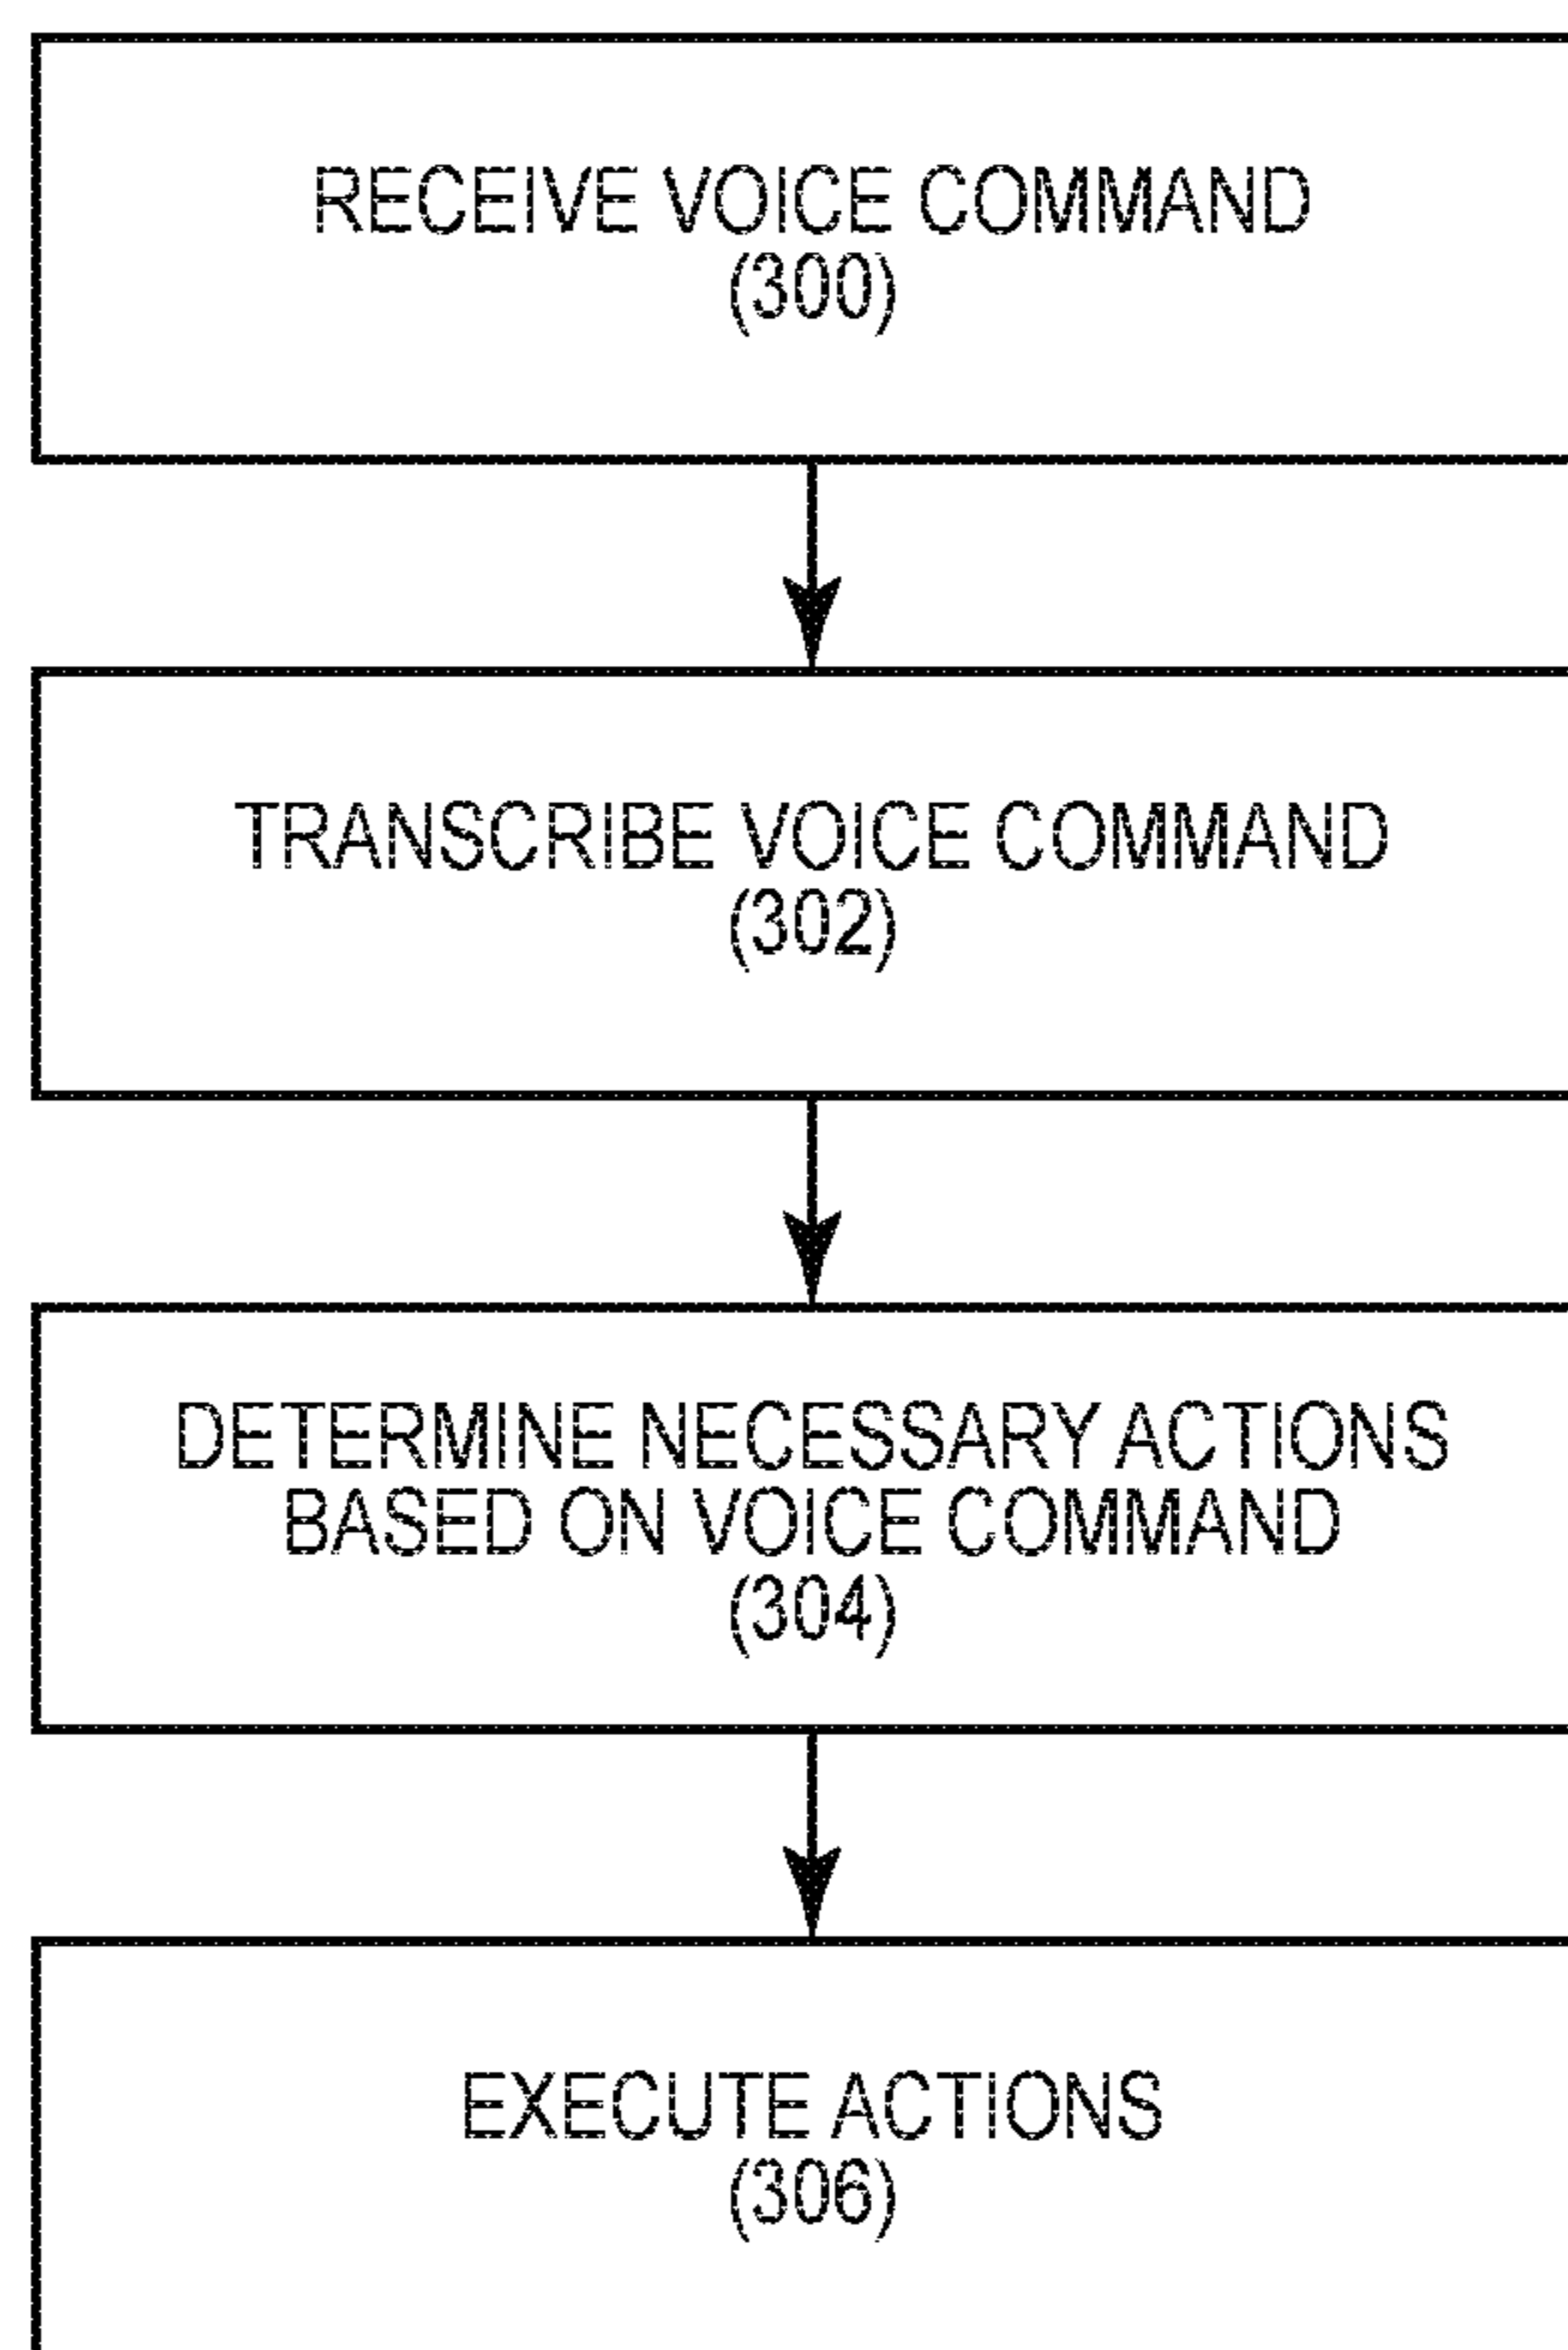 RECEIVE VOICE COMMAND
(300)
TRANSCRIBE VOICE COMMAND
(302)
DETERMINE NECESSARY ACTIONS
BASED ON VOICE COMMAND
(304)
EXECUTE ACTIONS
(306)